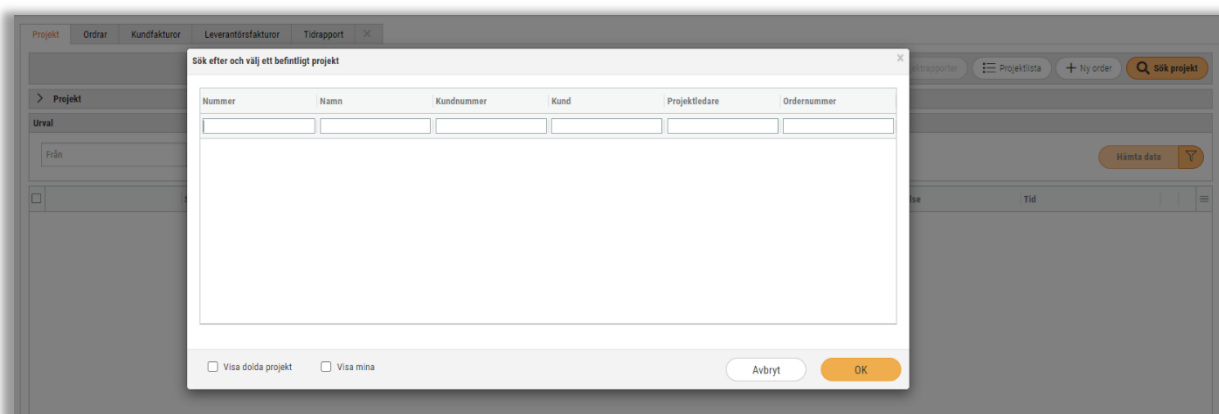 Projekt Ordrar Kundfakturor Leverantörsfakturor Tidrapport
Sök efter och välj ett befintligt projekt
Projektlista + Ny order Sök projekt
Projekt
Nummer Namn Kundnummer Kund Projektledare Ordernummer
Urval
Från
Hämta data
Tid
Visa dolda projekt Visa mina
Avbryt OK